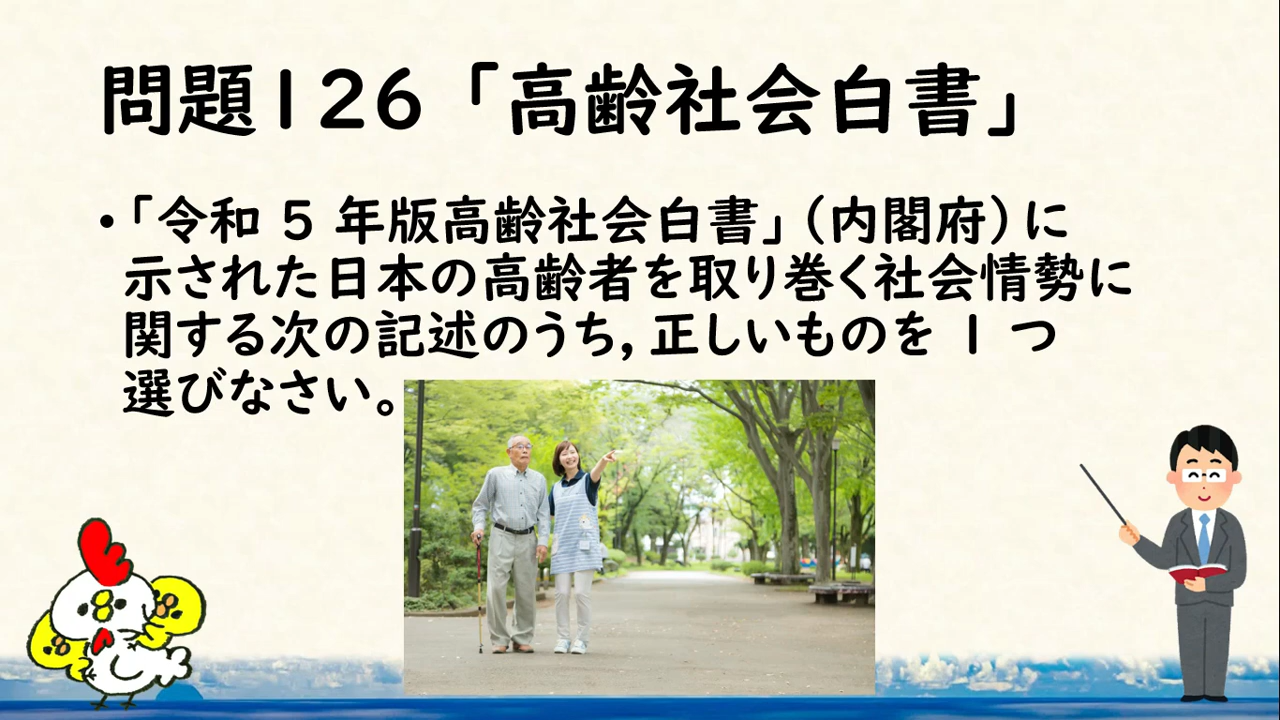 問題126「高齢社会白書」
•「令和 5 年版高齢社会白書」(内閣府)に
示された日本の高齢者を取り巻く社会情勢に
関する次の記述のうち, 正しいものを 1 つ
選びなさい。